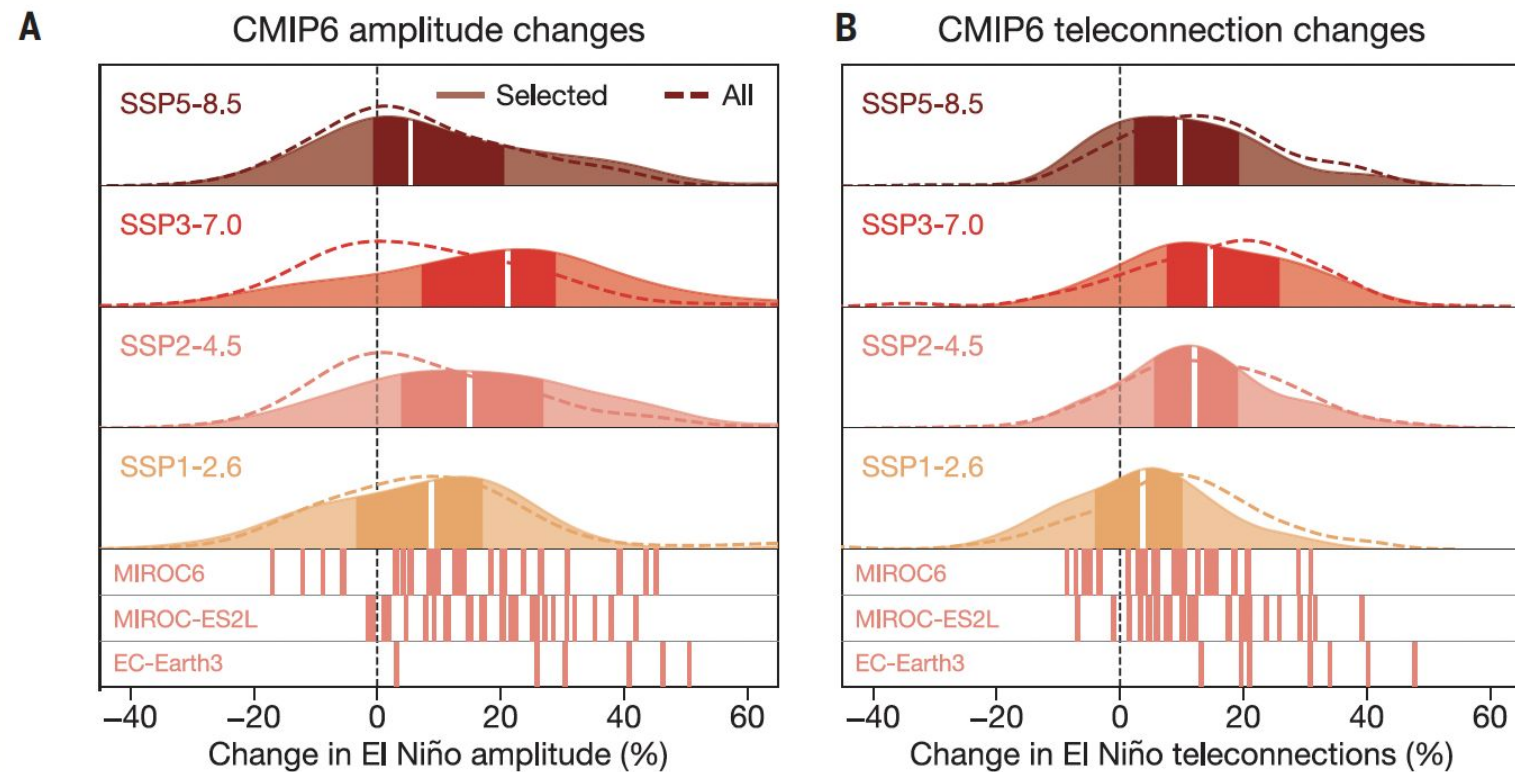 A
CMIP6 amplitude changes
SSP5-8.5
Selected
All
SSP3-7.0
SSP2-4.5
SSP1-2.6
MIROC6
MIROC-ES2L
EC-Earth3
−40 −20 0 20 40 60
Change in El Niño amplitude (%)
B
CMIP6 teleconnection changes
SSP5-8.5
SSP3-7.0
SSP2-4.5
SSP1-2.6
MIROC6
MIROC-ES2L
EC-Earth3
−40 −20 0 20 40 60
Change in El Niño teleconnections (%)